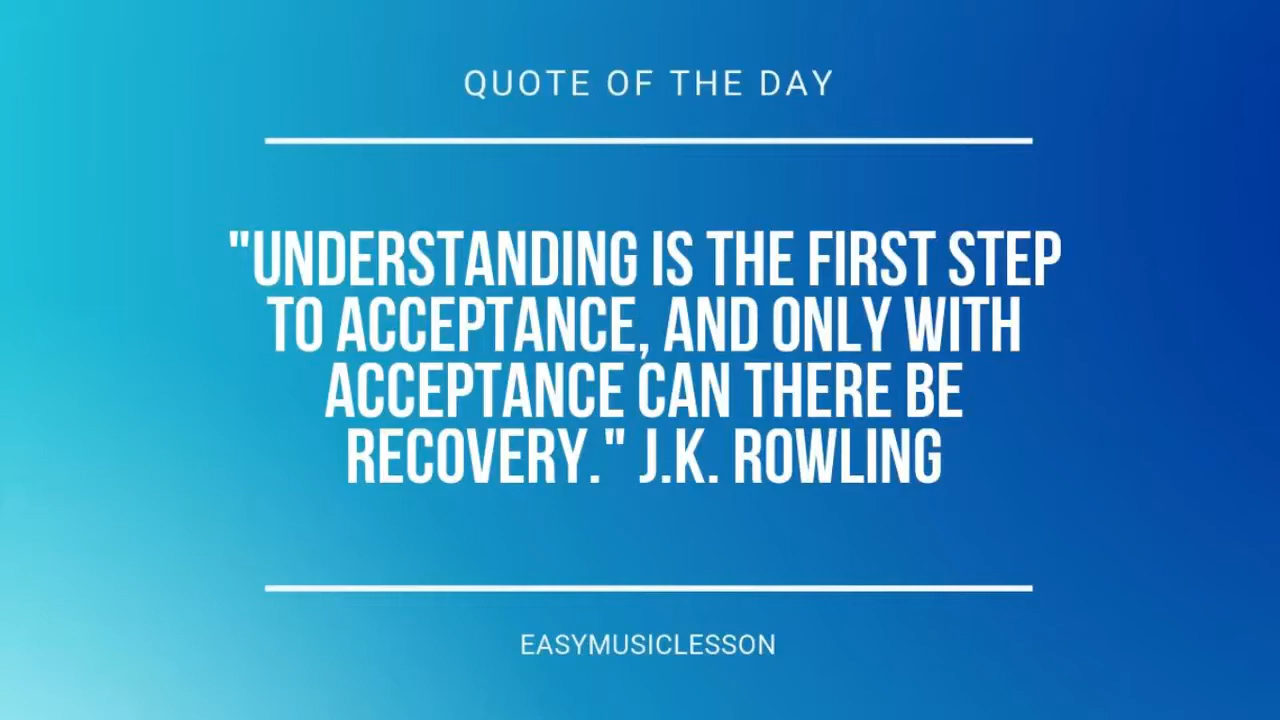 QUOTE OF THE DAY
"UNDERSTANDING IS THE FIRST STEP
TO ACCEPTANCE, AND ONLY WITH
ACCEPTANCE CAN THERE BE
RECOVERY." J.K. ROWLING
EASYMUSICLESSON